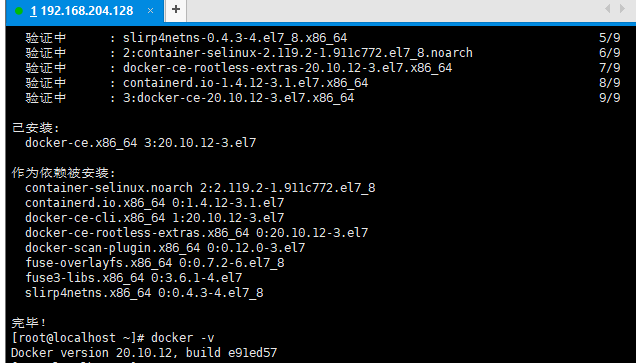 1 192.168.204.128 × +
验证中 : slirp4netns-0.4.3-4.el7_8.x86_64 5/9
验证中 : 2:container-selinux-2.119.2-1.911c772.el7_8.noarch 6/9
验证中 : docker-ce-rootless-extras-20.10.12-3.el7.x86_64 7/9
验证中 : containerd.io-1.4.12-3.1.el7.x86_64 8/9
验证中 : 3:docker-ce-20.10.12-3.el7.x86_64 9/9
已安装:
docker-ce.x86_64 3:20.10.12-3.el7
作为依赖被安装:
container-selinux.noarch 2:2.119.2-1.911c772.el7_8
containerd.io.x86_64 0:1.4.12-3.1.el7
docker-ce-cli.x86_64 1:20.10.12-3.el7
docker-ce-rootless-extras.x86_64 0:20.10.12-3.el7
docker-scan-plugin.x86_64 0:0.12.0-3.el7
fuse-overlayfs.x86_64 0:0.7.2-6.el7_8
fuse3-libs.x86_64 0:3.6.1-4.el7
slirp4netns.x86_64 0:0.4.3-4.el7_8
完毕！
[root@localhost ~]# docker -v
Docker version 20.10.12, build e91ed57